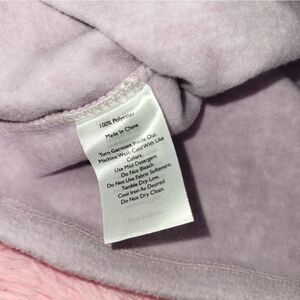 100% Polyester
Made In China
Turn Garment Inside Out.
Machine Wash Cold With Like
Colors.
Use Mild Detergent
Do Not Bleach.
Do Not Use Fabric Softeners.
Tumble Dry Low.
Cool Iron As Desired
Do Not Dry Clean.